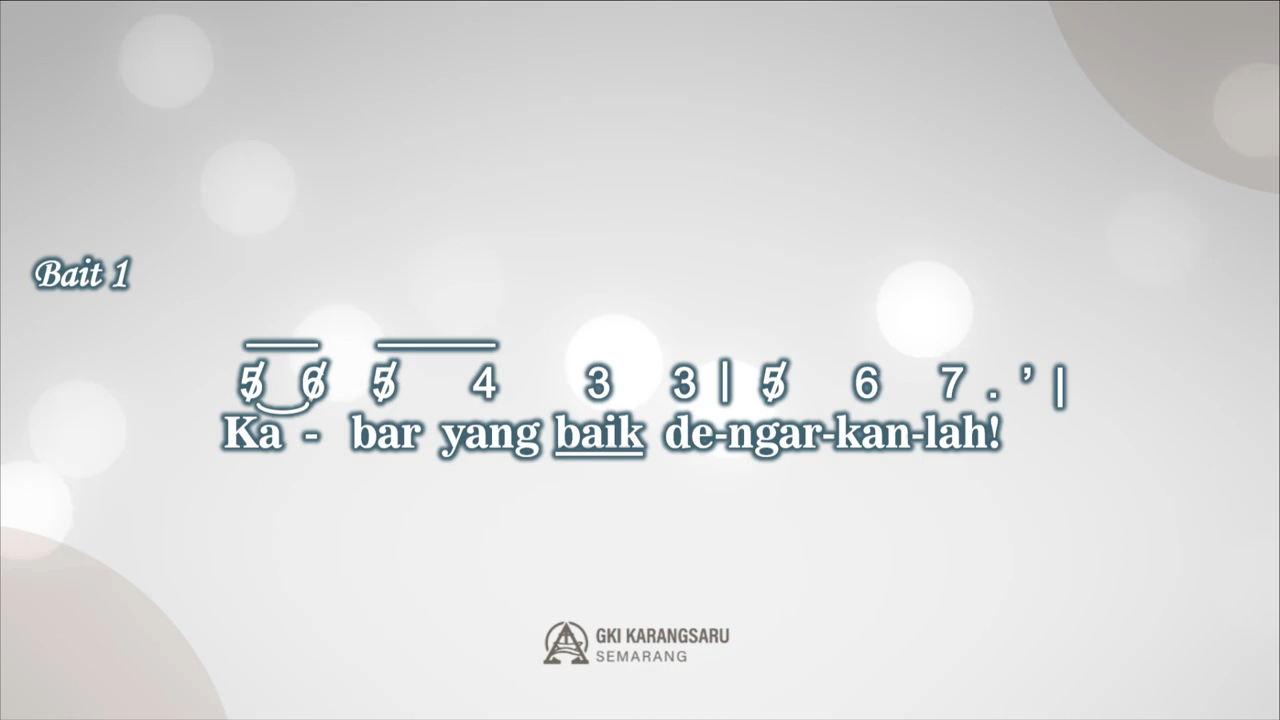 Bait 1
5̸ 6̸ 5̸ 4 3 3 | 5̸ 6 7 . ’ |
Ka - bar yang baik de-ngar-kan-lah!
GKI KARANGSARU
SEMARANG